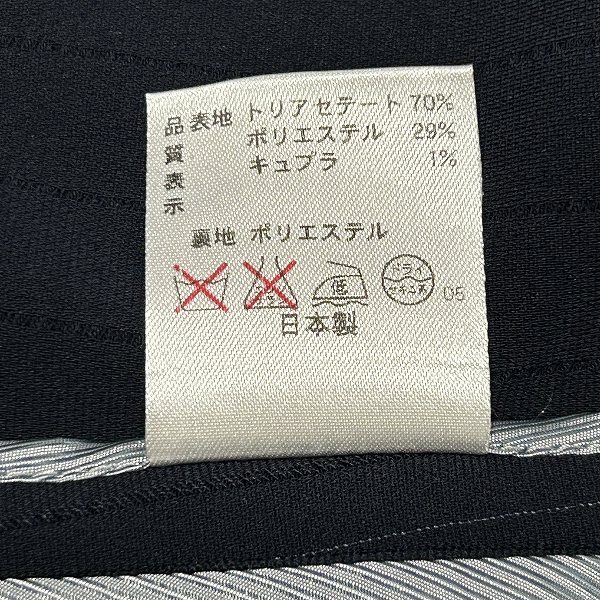 品質表示
表地 トリアセテート 70%
ポリエステル 29%
キュプラ 1%
裏地 ポリエステル
低 ドライ セキユ系 05
日本製